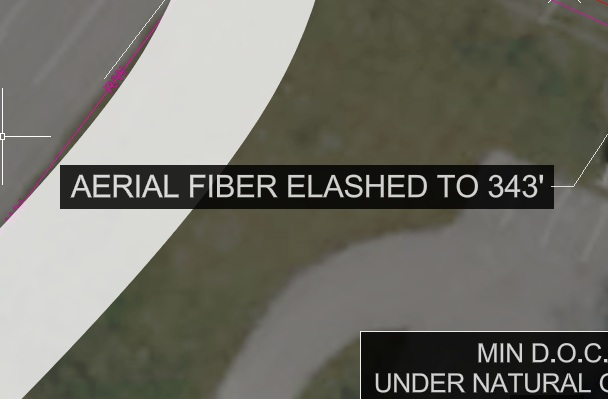 AERIAL FIBER ELASHED TO 343'
MIN D.O.C.
UNDER NATURAL